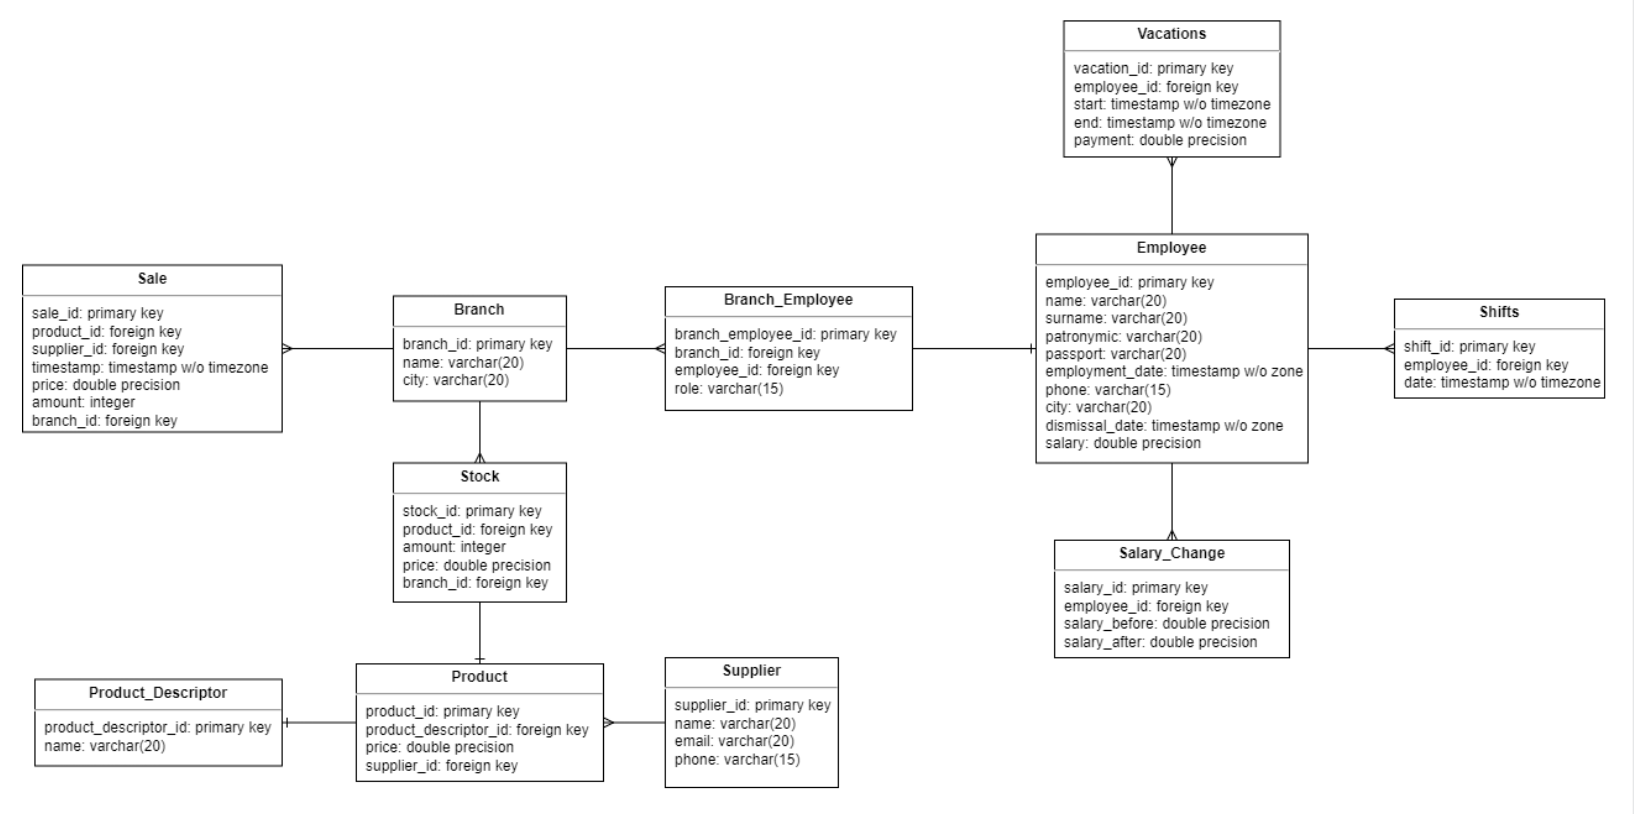 Vacations
vacation_id: primary key
employee_id: foreign key
start: timestamp w/o timezone
end: timestamp w/o timezone
payment: double precision
Employee
employee_id: primary key
name: varchar(20)
surname: varchar(20)
patronymic: varchar(20)
passport: varchar(20)
employment_date: timestamp w/o zone
phone: varchar(15)
city: varchar(20)
dismissal_date: timestamp w/o zone
salary: double precision
Sale
sale_id: primary key
product_id: foreign key
supplier_id: foreign key
timestamp: timestamp w/o timezone
price: double precision
amount: integer
branch_id: foreign key
Branch
branch_id: primary key
name: varchar(20)
city: varchar(20)
Branch_Employee
branch_employee_id: primary key
branch_id: foreign key
employee_id: foreign key
role: varchar(15)
Shifts
shift_id: primary key
employee_id: foreign key
date: timestamp w/o timezone
Stock
stock_id: primary key
product_id: foreign key
amount: integer
price: double precision
branch_id: foreign key
Salary_Change
salary_id: primary key
employee_id: foreign key
salary_before: double precision
salary_after: double precision
Product_Descriptor
product_descriptor_id: primary key
name: varchar(20)
Product
product_id: primary key
product_descriptor_id: foreign key
price: double precision
supplier_id: foreign key
Supplier
supplier_id: primary key
name: varchar(20)
email: varchar(20)
phone: varchar(15)